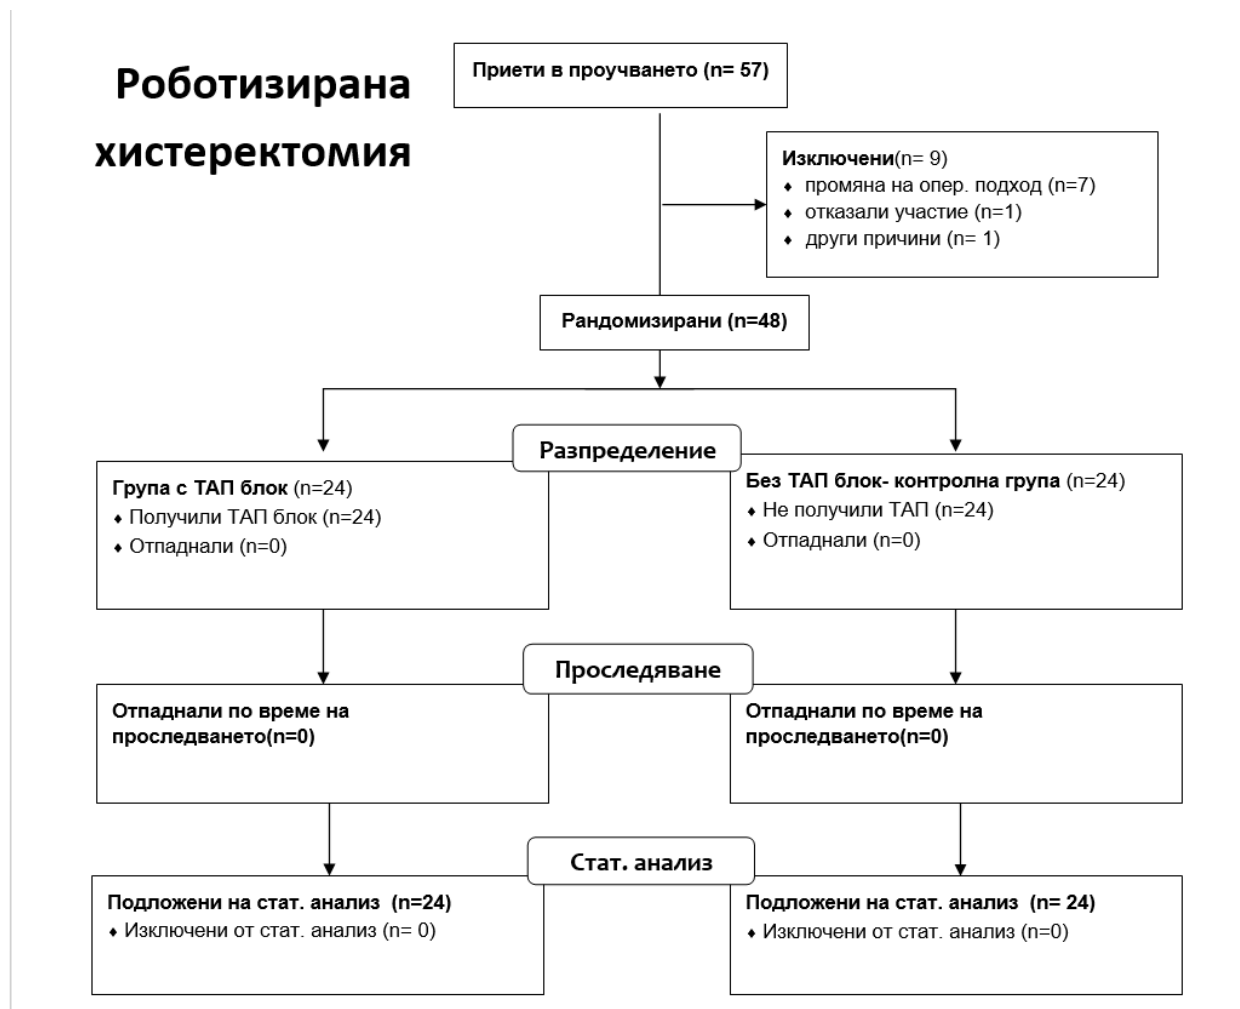 Роботизирана
хистеректомия
Приети в проучването (n= 57)
Изключени(n= 9)
♦ промяна на опер. подход (n=7)
♦ отказали участие (n=1)
♦ други причини (n= 1)
Рандомизирани (n=48)
Разпределение
Група с ТАП блок (n=24)
♦ Получили ТАП блок (n=24)
♦ Отпаднали (n=0)
Без ТАП блок- контролна група (n=24)
♦ Не получили ТАП (n=24)
♦ Отпаднали (n=0)
Проследяване
Отпаднали по време на
проследването(n=0)
Отпаднали по време на
проследването(n=0)
Стат. анализ
Подложени на стат. анализ (n=24)
♦ Изключени от стат. анализ (n= 0)
Подложени на стат. анализ (n= 24)
♦ Изключени от стат. анализ (n=0)